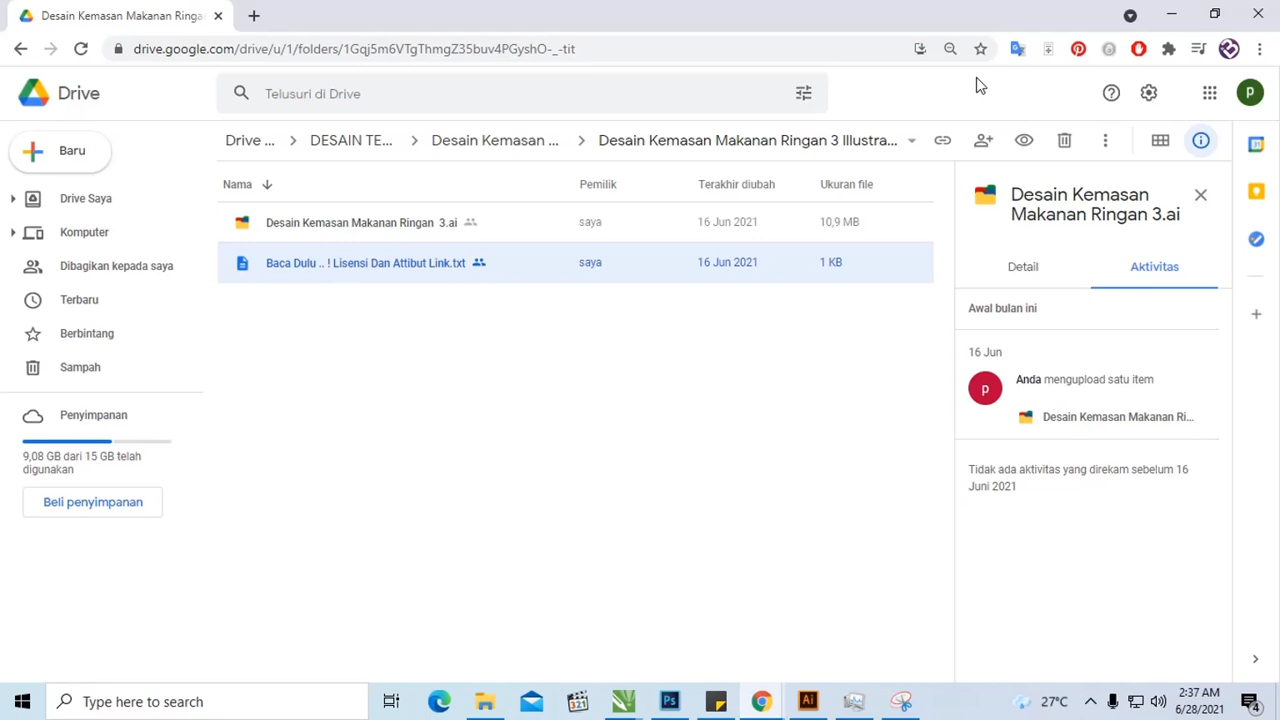 Desain Kemasan Makanan Ringa
drive.google.com/drive/u/1/folders/1Gqj5m6VTgThmgZ35buv4PGyshO-_-tit
Drive
Telusuri di Drive
p
Baru
Drive ...
DESAIN TE...
Desain Kemasan ...
Desain Kemasan Makanan Ringan 3 Illustra...
Nama
Pemilik
Terakhir diubah
Ukuran file
Drive Saya
Desain Kemasan Makanan Ringan 3.ai
saya
16 Jun 2021
10,9 MB
Desain Kemasan
Makanan Ringan 3.ai
Komputer
Dibagikan kepada saya
Baca Dulu .. ! Lisensi Dan Attibut Link.txt
saya
16 Jun 2021
1 KB
Detail
Aktivitas
Terbaru
Awal bulan ini
Berbintang
16 Jun
Sampah
p
Anda mengupload satu item
Desain Kemasan Makanan Ri...
Penyimpanan
9,08 GB dari 15 GB telah
digunakan
Tidak ada aktivitas yang direkam sebelum 16
Juni 2021
Beli penyimpanan
Type here to search
321
Ps
Ai
27°C
2:37 AM
6/28/2021
4